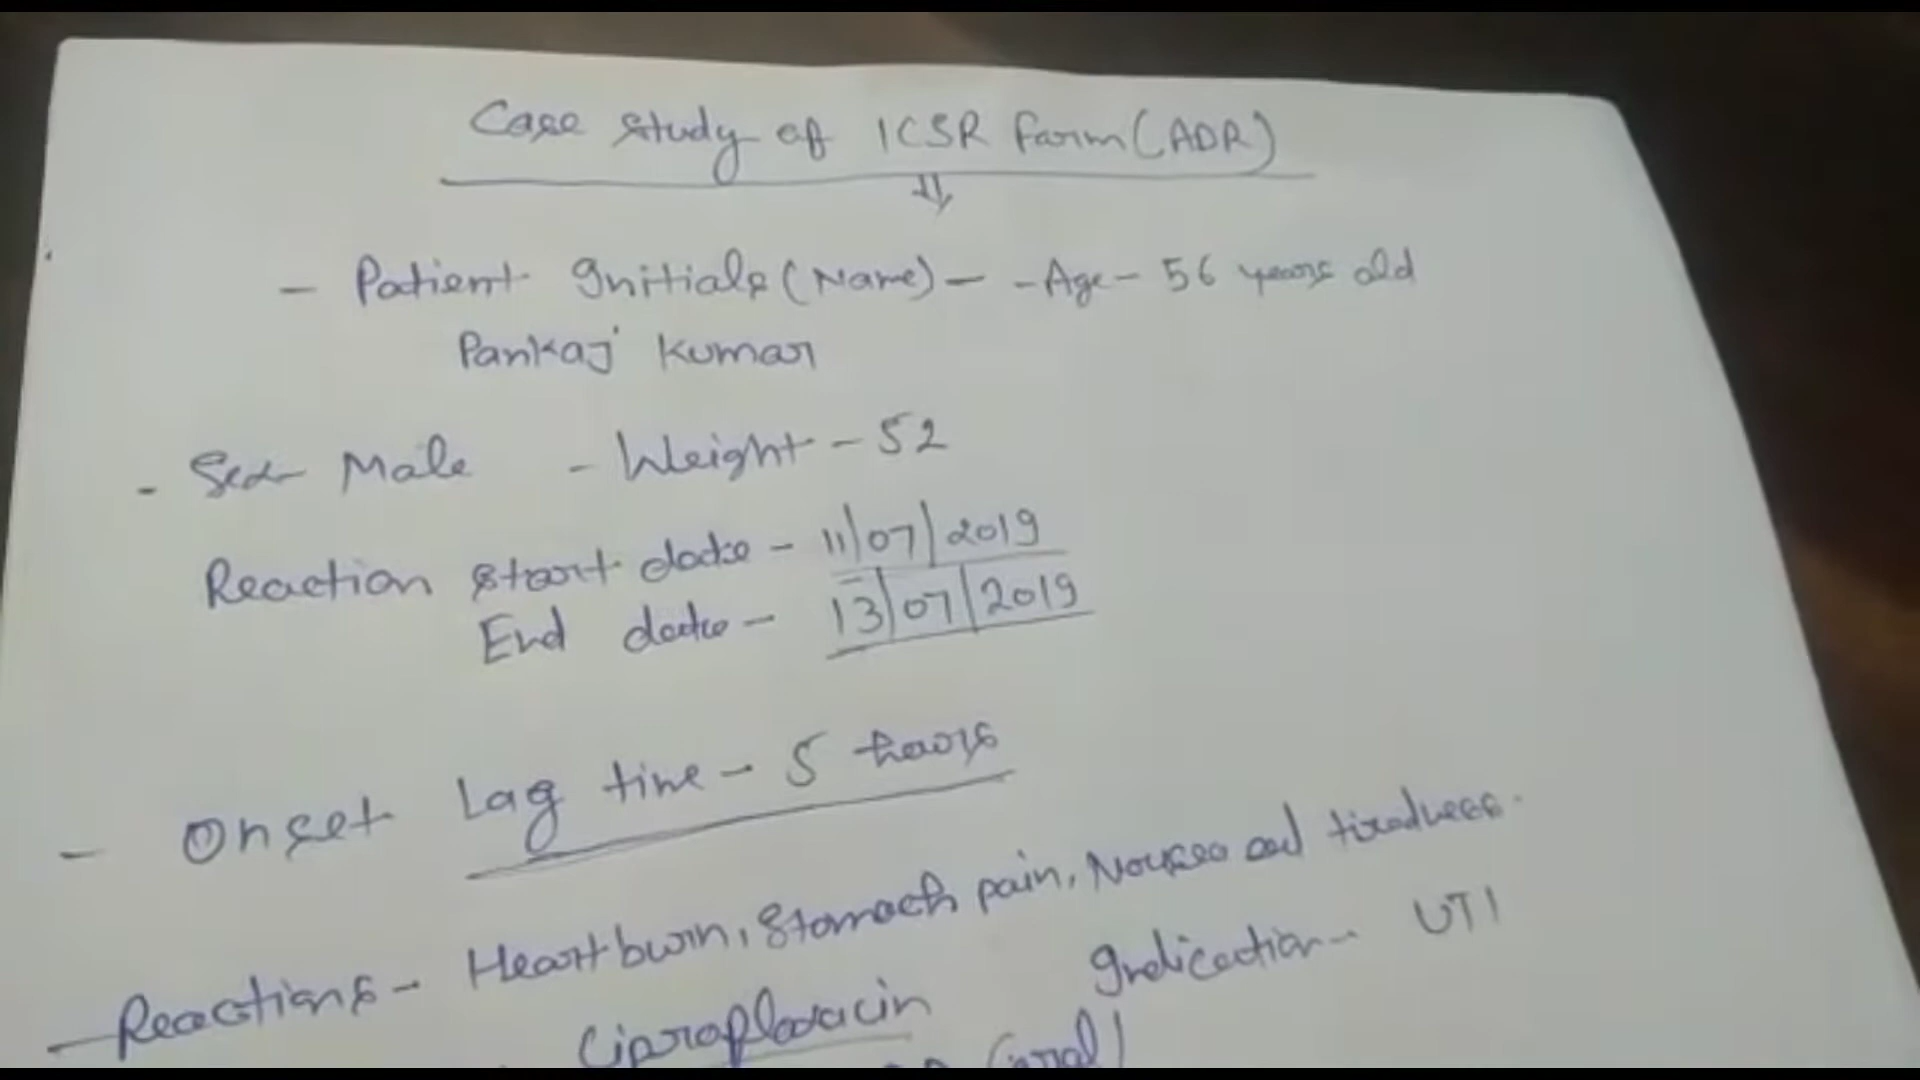 Case study of ICSR form (ADR)
- Patient Initials (Name) - - Age - 56 years old
Pankaj Kumar
- Sex Male - Weight - 52
Reaction start date - 11/07/2019
End date - 13/07/2019
- Onset Lag time - 5 hours
- Reactions - Heartburn, Stomach pain, Nausea and tiredness.
Ciprofloxacin Indication - UTI
(oral)